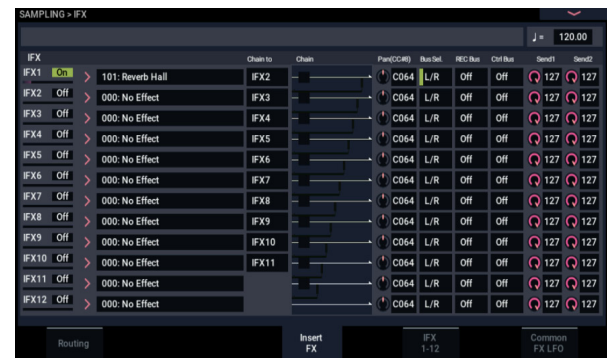 SAMPLING > IFX
♩= 120.00
IFX Chain to Chain Pan(CC#8) Bus Sel. REC Bus Ctrl Bus Send1 Send2
IFX1 On 101: Reverb Hall IFX2 C064 L/R Off Off 127 127
IFX2 Off 000: No Effect IFX3 C064 L/R Off Off 127 127
IFX3 Off 000: No Effect IFX4 C064 L/R Off Off 127 127
IFX4 Off 000: No Effect IFX5 C064 L/R Off Off 127 127
IFX5 Off 000: No Effect IFX6 C064 L/R Off Off 127 127
IFX6 Off 000: No Effect IFX7 C064 L/R Off Off 127 127
IFX7 Off 000: No Effect IFX8 C064 L/R Off Off 127 127
IFX8 Off 000: No Effect IFX9 C064 L/R Off Off 127 127
IFX9 Off 000: No Effect IFX10 C064 L/R Off Off 127 127
IFX10 Off 000: No Effect IFX11 C064 L/R Off Off 127 127
IFX11 Off 000: No Effect C064 L/R Off Off 127 127
IFX12 Off 000: No Effect C064 L/R Off Off 127 127
Routing Insert FX IFX 1-12 Common FX LFO